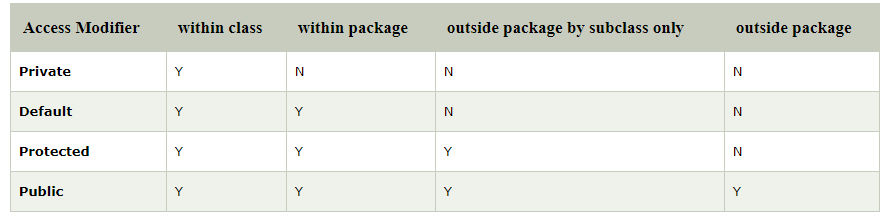 Access Modifier within class within package outside package by subclass only outside package
Private Y N N N
Default Y Y N N
Protected Y Y Y N
Public Y Y Y Y